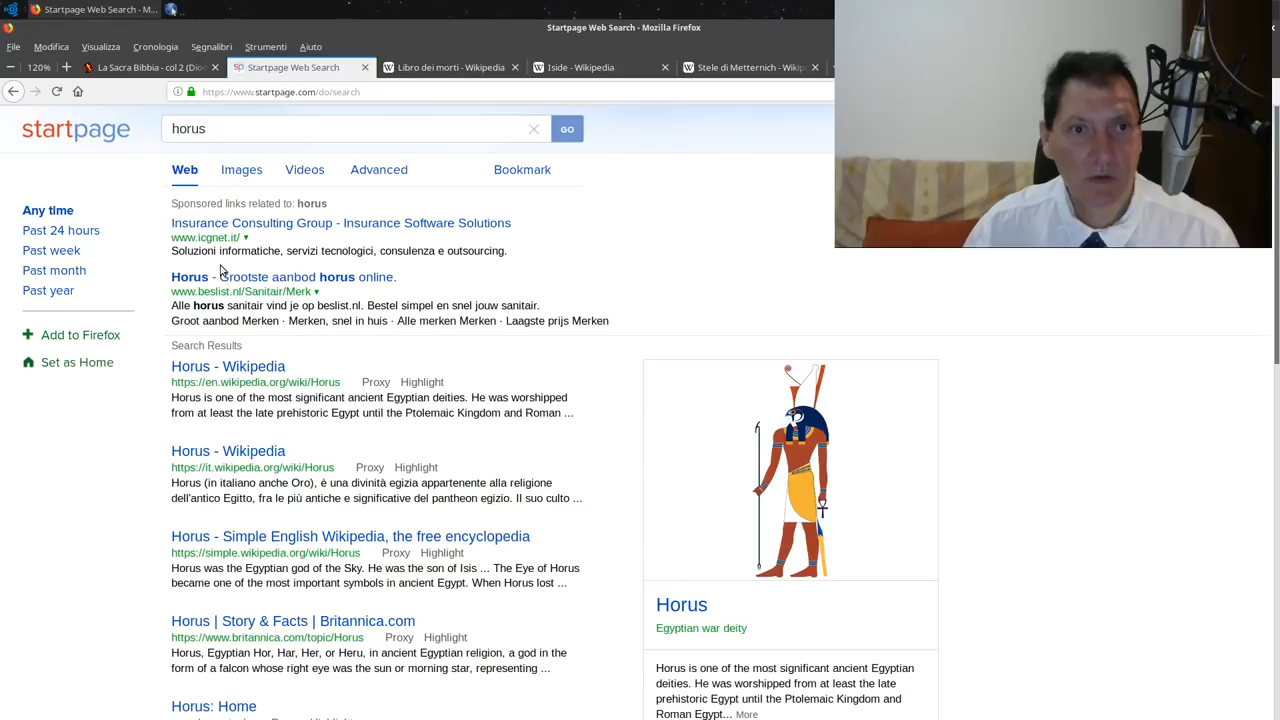 Startpage Web Search - M...
Startpage Web Search - Mozilla Firefox
File Modifica Visualizza Cronologia Segnalibri Strumenti Aiuto
120% La Sacra Bibbia - col 2 (Diod Startpage Web Search Libro dei morti - Wikipedia Iside - Wikipedia Stele di Metternich - Wikip
https://www.startpage.com/do/search
startpage
horus
GO
Web Images Videos Advanced Bookmark
Any time
Past 24 hours
Past week
Past month
Past year
Add to Firefox
Set as Home
Sponsored links related to: horus
Insurance Consulting Group - Insurance Software Solutions
www.icgnet.it/
Soluzioni informatiche, servizi tecnologici, consulenza e outsourcing.
Horus - Grootste aanbod horus online.
www.beslist.nl/Sanitair/Merk
Alle horus sanitair vind je op beslist.nl. Bestel simpel en snel jouw sanitair.
Groot aanbod Merken · Merken, snel in huis · Alle merken Merken · Laagste prijs Merken
Search Results
Horus - Wikipedia
https://en.wikipedia.org/wiki/Horus Proxy Highlight
Horus is one of the most significant ancient Egyptian deities. He was worshipped
from at least the late prehistoric Egypt until the Ptolemaic Kingdom and Roman ...
Horus - Wikipedia
https://it.wikipedia.org/wiki/Horus Proxy Highlight
Horus (in italiano anche Oro), è una divinità egizia appartenente alla religione
dell'antico Egitto, fra le più antiche e significative del pantheon egizio. Il suo culto ...
Horus - Simple English Wikipedia, the free encyclopedia
https://simple.wikipedia.org/wiki/Horus Proxy Highlight
Horus was the Egyptian god of the Sky. He was the son of Isis ... The Eye of Horus
became one of the most important symbols in ancient Egypt. When Horus lost ...
Horus | Story & Facts | Britannica.com
https://www.britannica.com/topic/Horus Proxy Highlight
Horus, Egyptian Hor, Har, Her, or Heru, in ancient Egyptian religion, a god in the
form of a falcon whose right eye was the sun or morning star, representing ...
Horus: Home
Horus
Egyptian war deity
Horus is one of the most significant ancient Egyptian
deities. He was worshipped from at least the late
prehistoric Egypt until the Ptolemaic Kingdom and
Roman Egypt... More